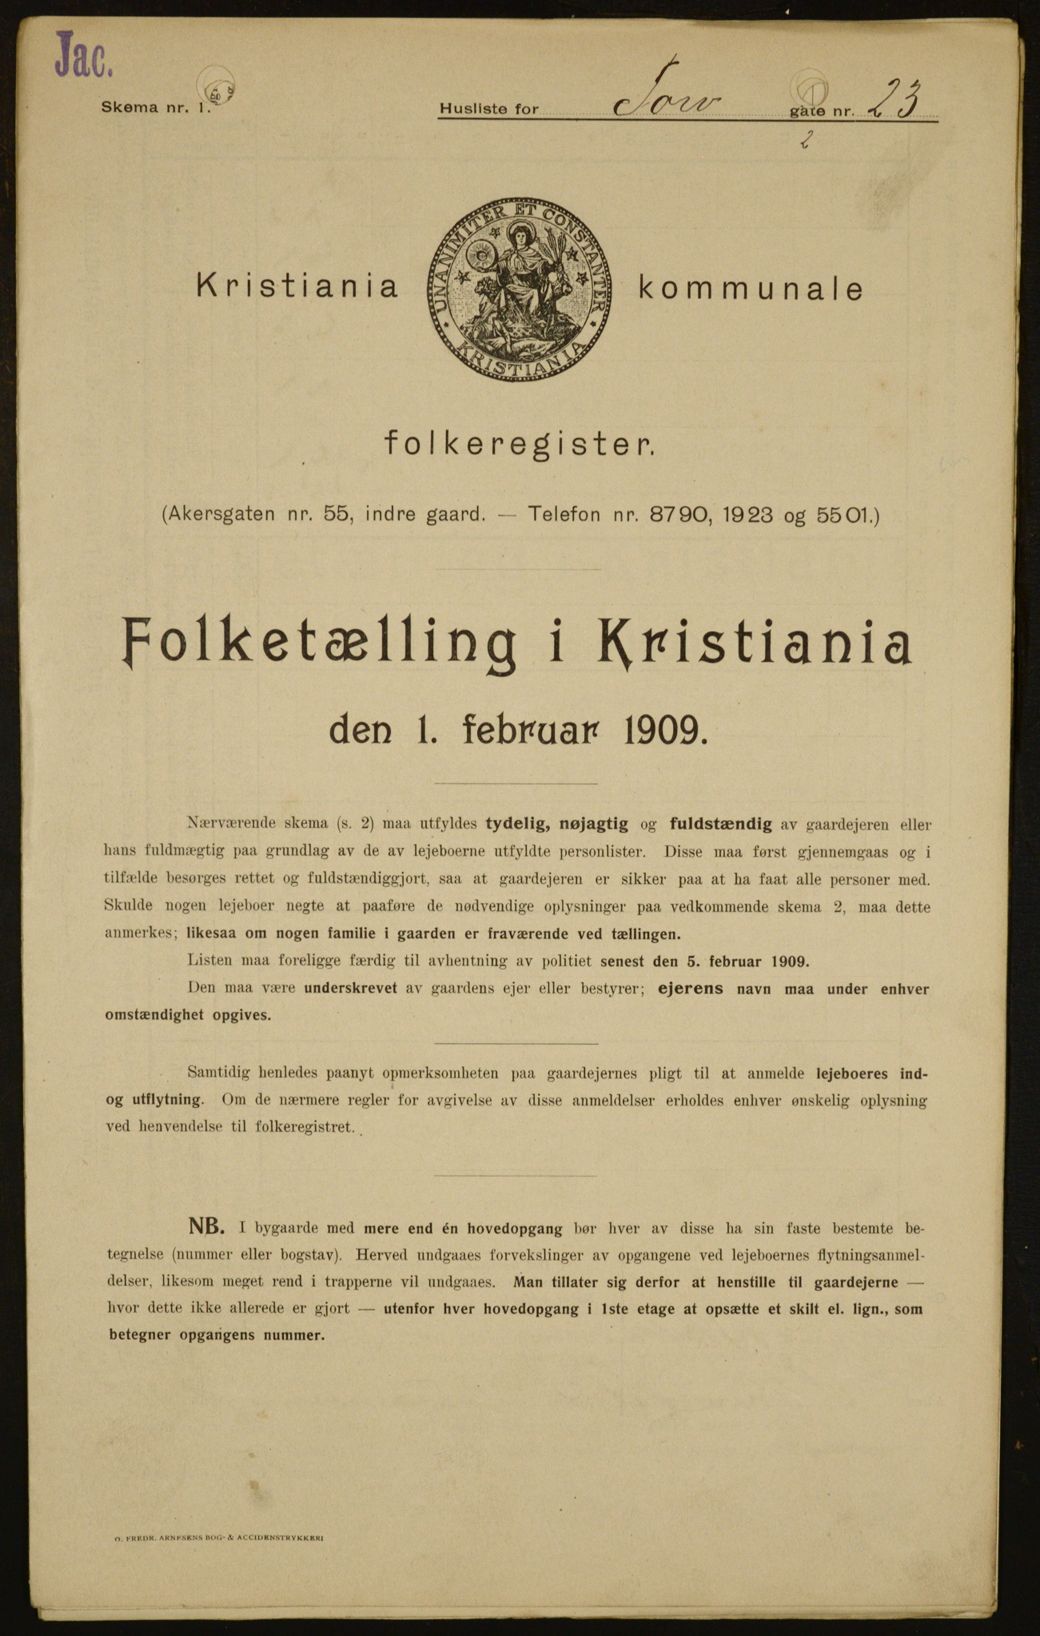 Jac.
Skema nr. 1.
Husliste for Torv gate nr. 23
2
UNANIMITER ET CONSTANTER
KRISTIANIA
Kristiania kommunale
folkeregister.
(Akersgaten nr. 55, indre gaard. — Telefon nr. 8790, 1923 og 5501.)
Folketælling i Kristiania
den 1. februar 1909.
Nærværende skema (s. 2) maa utfyldes tydelig, nøjagtig og fuldstændig av gaardejeren eller
hans fuldmægtig paa grundlag av de av lejeboerne utfyldte personlister. Disse maa først gjennemgaas og i
tilfælde besørges rettet og fuldstændiggjort, saa at gaardejeren er sikker paa at ha faat alle personer med.
Skulde nogen lejeboer negte at paaføre de nødvendige oplysninger paa vedkommende skema 2, maa dette
anmerkes; likesaa om nogen familie i gaarden er fraværende ved tællingen.
Listen maa foreligge færdig til avhentning av politiet senest den 5. februar 1909.
Den maa være underskrevet av gaardens ejer eller bestyrer; ejerens navn maa under enhver
omstændighet opgives.
Samtidig henledes paanyt opmerksomheten paa gaardejernes pligt til at anmelde lejeboeres ind-
og utflytning. Om de nærmere regler for avgivelse av disse anmeldelser erholdes enhver ønskelig oplysning
ved henvendelse til folkeregistret.
NB. I bygaarde med mere end én hovedopgang bør hver av disse ha sin faste bestemte be-
tegnelse (nummer eller bogstav). Herved undgaaes forvekslinger av opgangene ved lejeboernes flytningsanmel-
delser, likesom meget rend i trapperne vil undgaaes. Man tillater sig derfor at henstille til gaardejerne —
hvor dette ikke allerede er gjort — utenfor hver hovedopgang i 1ste etage at opsætte et skilt el. lign., som
betegner opgangens nummer.
O. FREDR. ARNESENS BOG- & ACCIDENSTRYKKERI